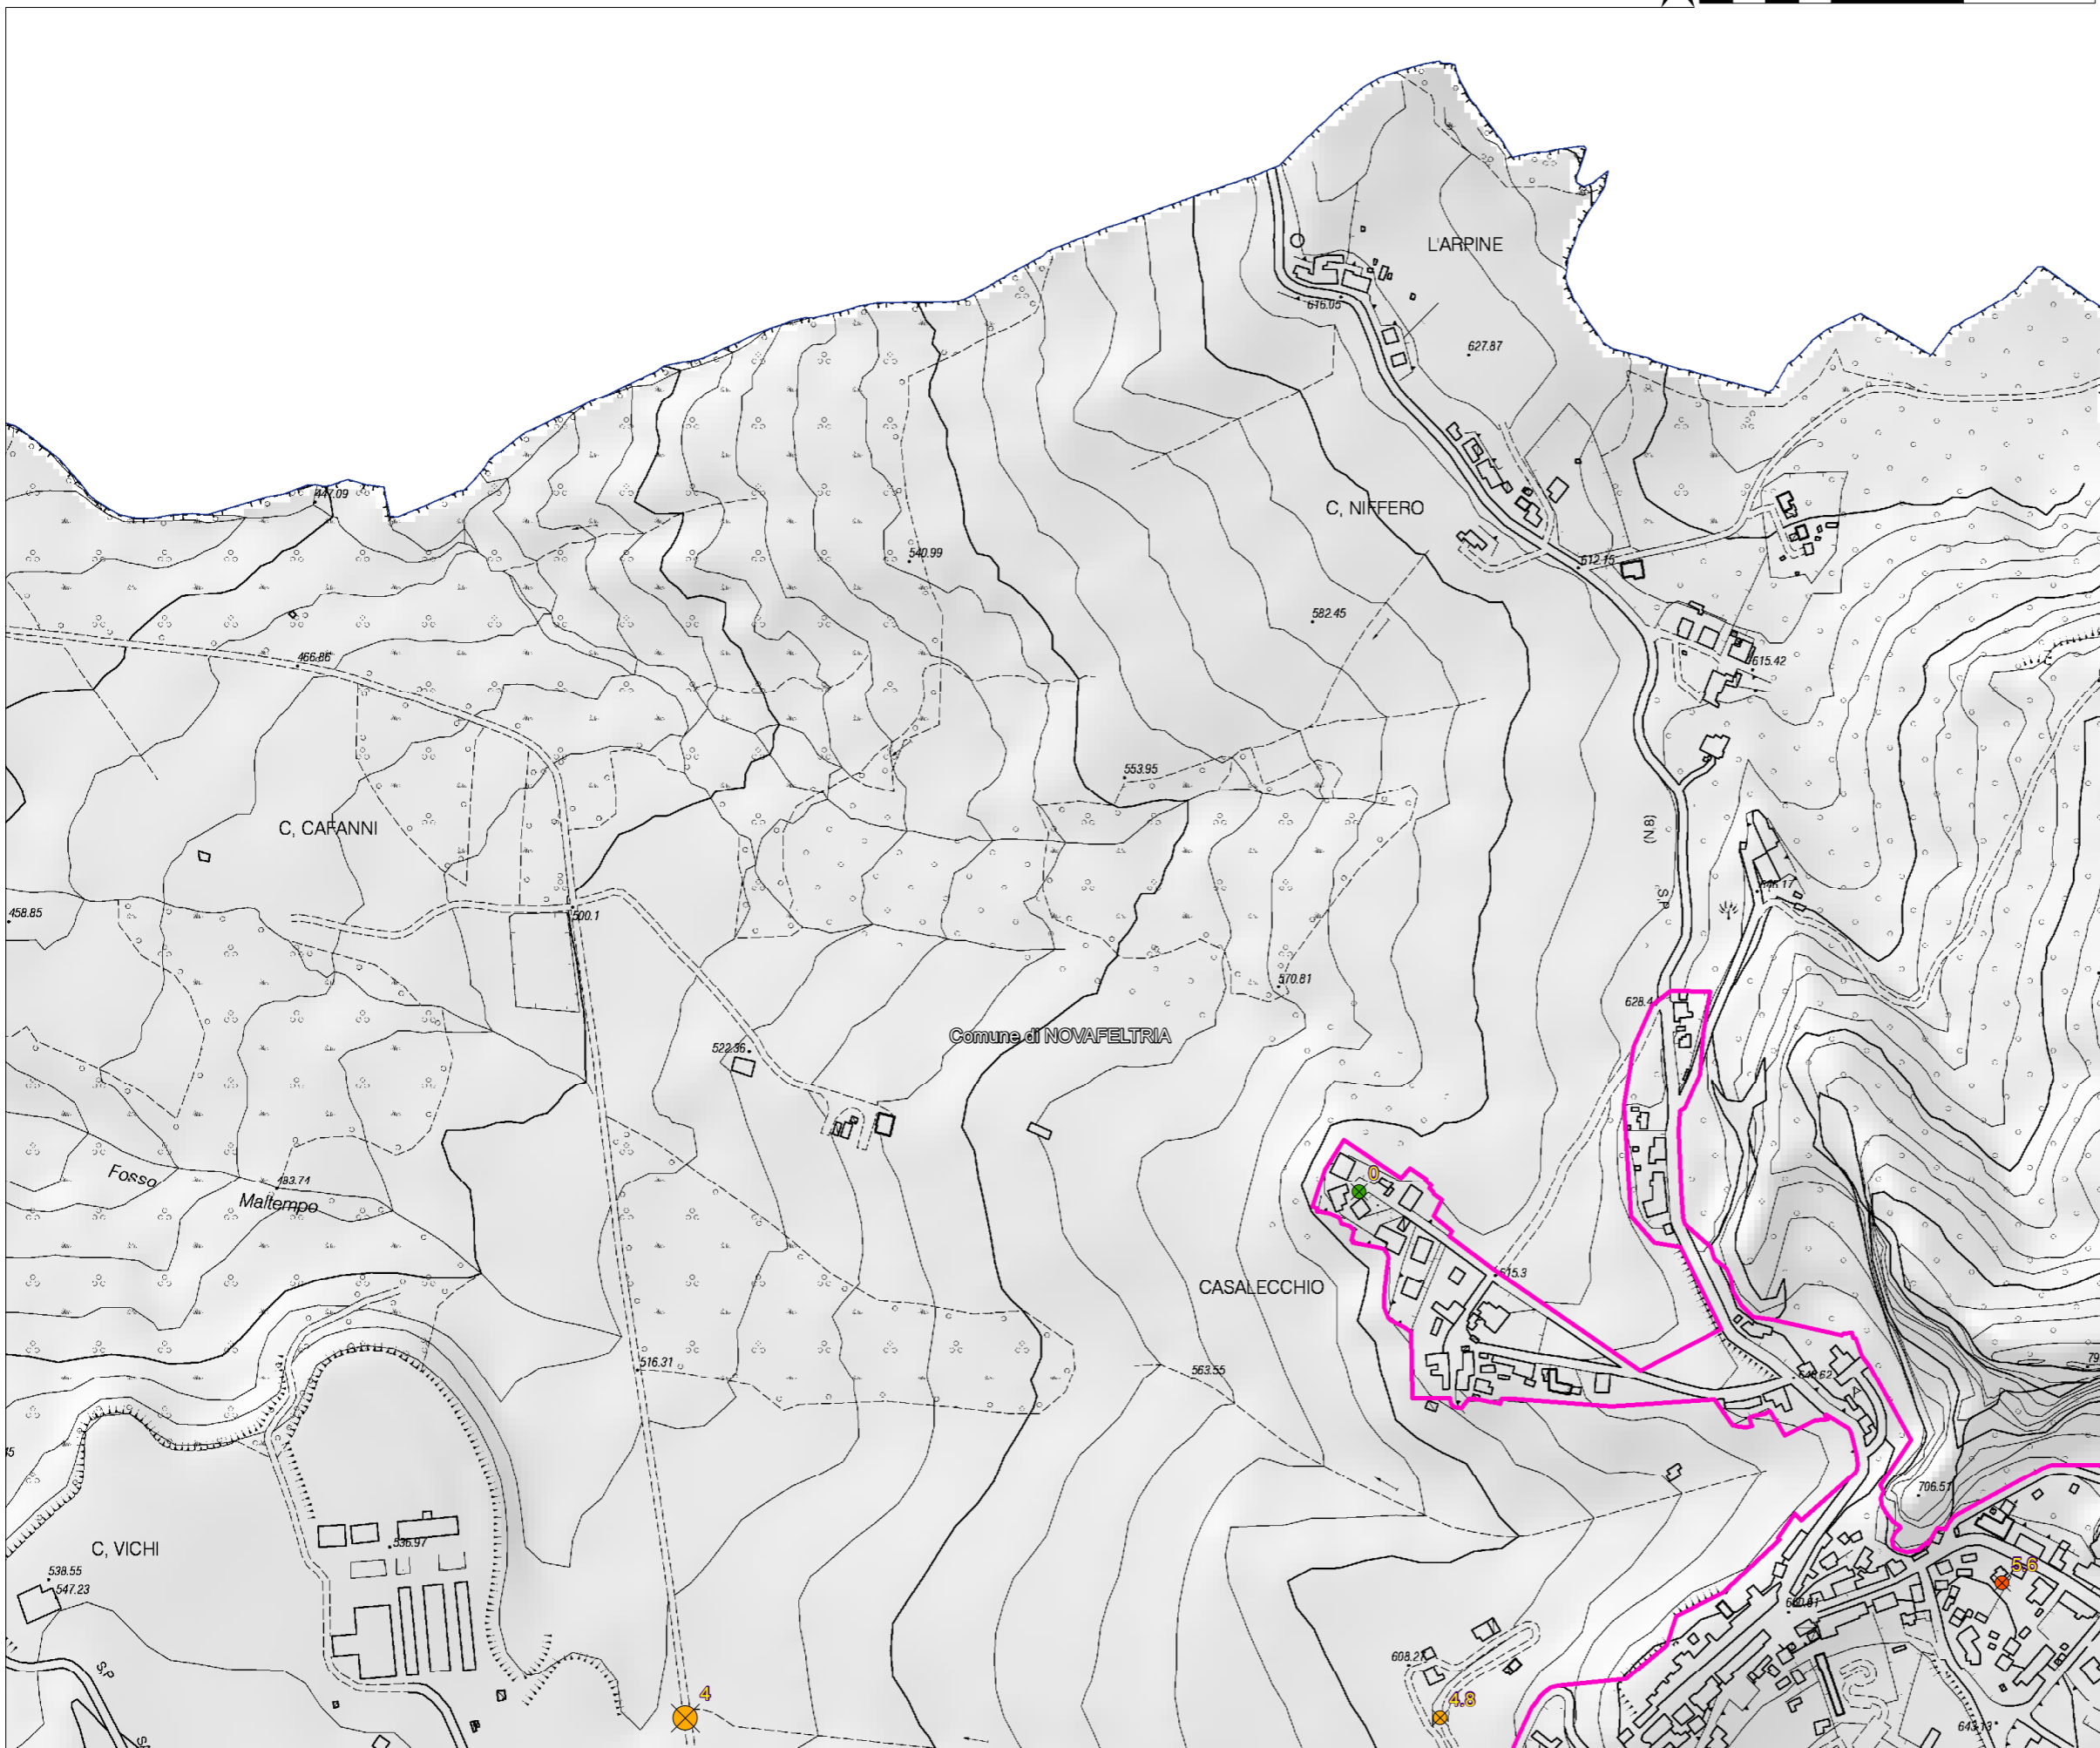 L'ARPINE
616.05
627.87
447.09
C, NIFFERO
540.99
612.15
582.45
466.86
615.42
553.95
C, CAFANNI
(N.8)
S.P
458.85
500.1
570.81
628.4
Comune di NOVAFELTRIA
522.36
Fosso
Maltempo
483.74
0
615.3
CASALECCHIO
516.31
563.55
706.51
C, VICHI
536.97
538.55
547.23
5.6
608.27
S.P
4
4.8
643.13